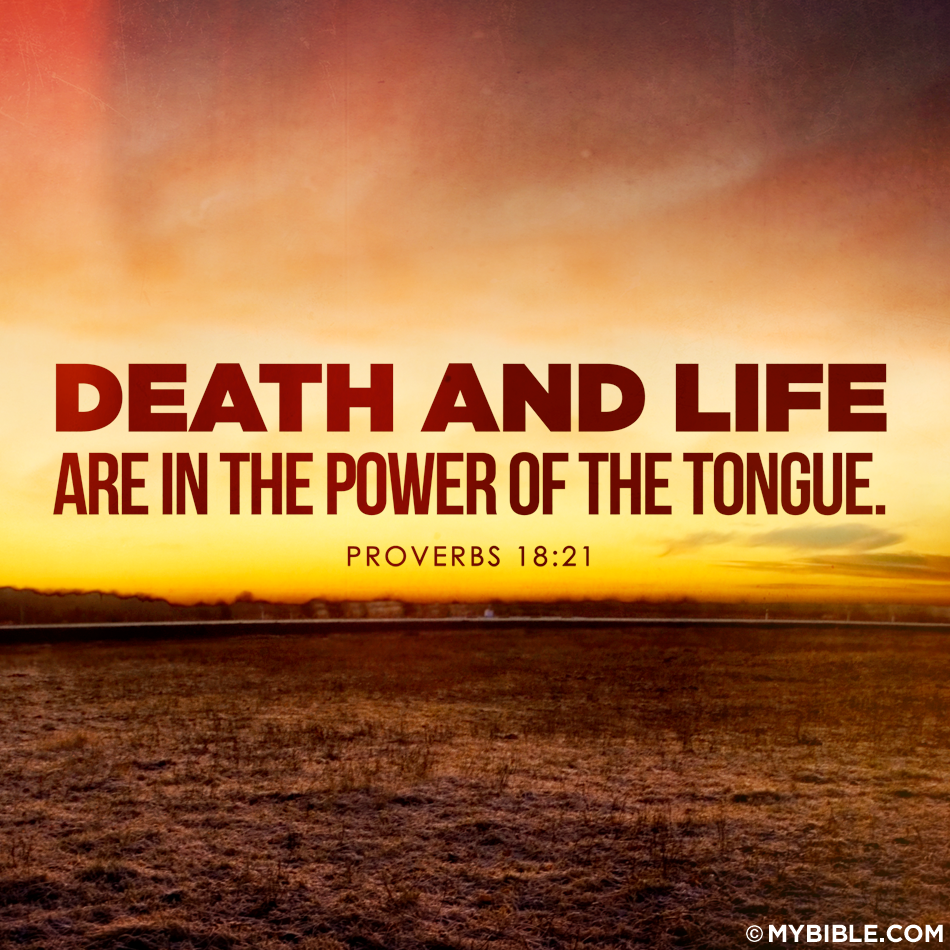 DEATH AND LIFE
ARE IN THE POWER OF THE TONGUE.
PROVERBS 18:21
© MYBIBLE.COM